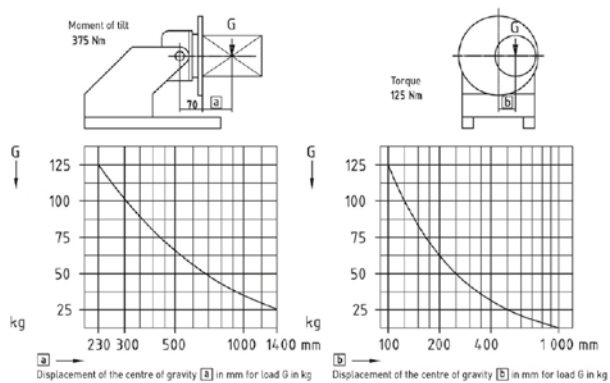 Moment of tilt
375 Nm
G
70
a
G
b
Torque
125 Nm
G
125
100
75
50
25
kg
230 300 500 1000 1400 mm
a
Displacement of the centre of gravity a in mm for load G in kg
G
125
100
75
50
25
kg
100 200 400 1 000 mm
b
Displacement of the centre of gravity b in mm for load G in kg